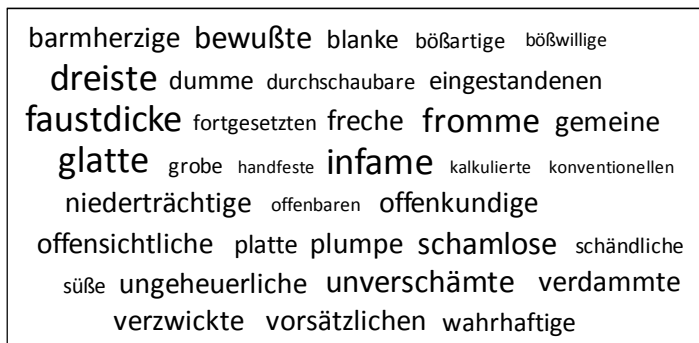 barmherzige bewußte blanke bößartige bößwillige
dreiste dumme durchschaubare eingestandenen
faustdicke fortgesetzten freche fromme gemeine
glatte grobe handfeste infame kalkulierte konventionellen
niederträchtige offenbaren offenkundige
offensichtliche platte plumpe schamlose schändliche
süße ungeheuerliche unverschämte verdammte
verzwickte vorsätzlichen wahrhaftige